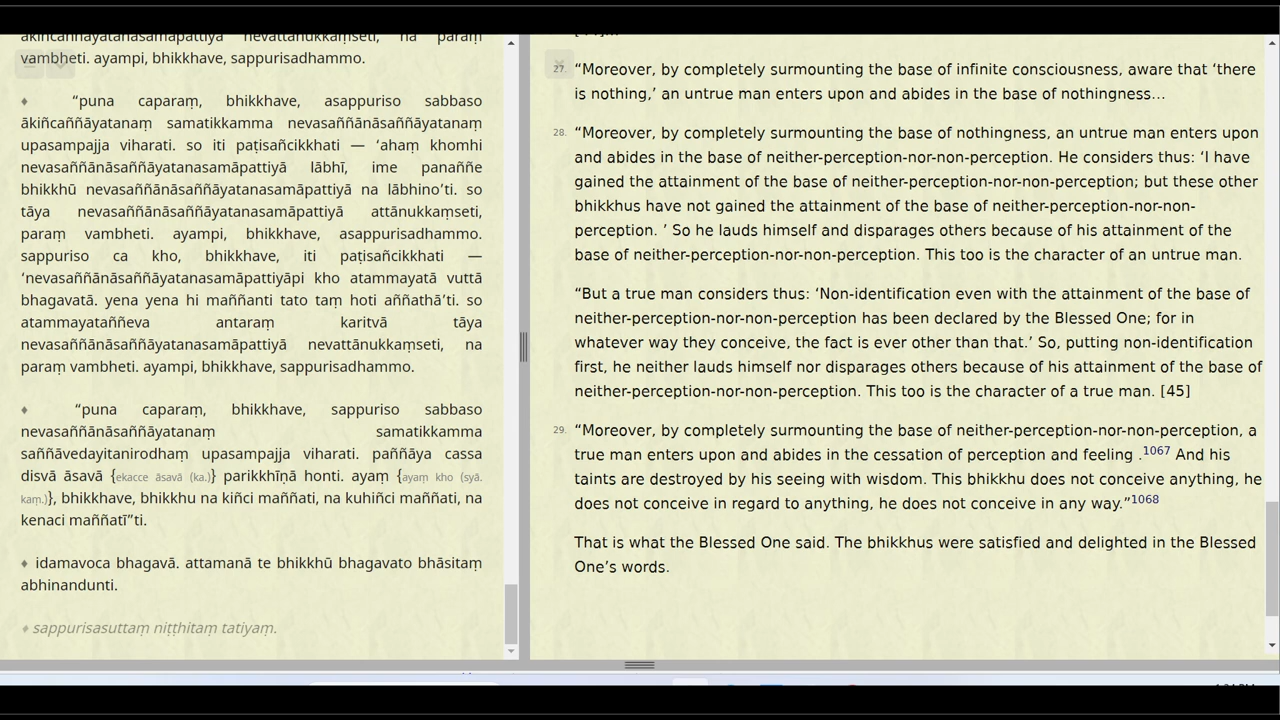 ākiñcaññāyatanasamāpattiyā nevattānukkaṃseti, na paraṃ
vambheti. ayampi, bhikkhave, sappurisadhammo.
♦ “puna caparaṃ, bhikkhave, asappuriso sabbaso
ākiñcaññāyatanaṃ samatikkamma nevasaññānāsaññāyatanaṃ
upasampajja viharati. so iti paṭisañcikkhati — ‘ahaṃ khomhi
nevasaññānāsaññāyatanasamāpattiyā lābhī, ime panaññe
bhikkhū nevasaññānāsaññāyatanasamāpattiyā na lābhino’ti. so
tāya nevasaññānāsaññāyatanasamāpattiyā attānukkaṃseti,
paraṃ vambheti. ayampi, bhikkhave, asappurisadhammo.
sappuriso ca kho, bhikkhave, iti paṭisañcikkhati —
‘nevasaññānāsaññāyatanasamāpattiyāpi kho atammayatā vuttā
bhagavatā. yena yena hi maññanti tato taṃ hoti aññathā’ti. so
atammayataññeva antaraṃ karitvā tāya
nevasaññānāsaññāyatanasamāpattiyā nevattānukkaṃseti, na
paraṃ vambheti. ayampi, bhikkhave, sappurisadhammo.
♦ “puna caparaṃ, bhikkhave, sappuriso sabbaso
nevasaññānāsaññāyatanaṃ samatikkamma
saññāvedayitanirodhaṃ upasampajja viharati. paññāya cassa
disvā āsavā {ekacce āsavā (ka.)} parikkhīṇā honti. ayaṃ {ayaṃ kho (syā.
kaṃ.)}, bhikkhave, bhikkhu na kiñci maññati, na kuhiñci maññati, na
kenaci maññatī”ti.
♦ idamavoca bhagavā. attamanā te bhikkhū bhagavato bhāsitaṃ
abhinandunti.
♦ sappurisasuttaṃ niṭṭhitaṃ tatiyaṃ.
27. “Moreover, by completely surmounting the base of infinite consciousness, aware that ‘there
is nothing,’ an untrue man enters upon and abides in the base of nothingness…
28. “Moreover, by completely surmounting the base of nothingness, an untrue man enters upon
and abides in the base of neither-perception-nor-non-perception. He considers thus: ‘I have
gained the attainment of the base of neither-perception-nor-non-perception; but these other
bhikkhus have not gained the attainment of the base of neither-perception-nor-non-
perception. ’ So he lauds himself and disparages others because of his attainment of the
base of neither-perception-nor-non-perception. This too is the character of an untrue man.
“But a true man considers thus: ‘Non-identification even with the attainment of the base of
neither-perception-nor-non-perception has been declared by the Blessed One; for in
whatever way they conceive, the fact is ever other than that.’ So, putting non-identification
first, he neither lauds himself nor disparages others because of his attainment of the base of
neither-perception-nor-non-perception. This too is the character of a true man. [45]
29. “Moreover, by completely surmounting the base of neither-perception-nor-non-perception, a
true man enters upon and abides in the cessation of perception and feeling .1067 And his
taints are destroyed by his seeing with wisdom. This bhikkhu does not conceive anything, he
does not conceive in regard to anything, he does not conceive in any way.”1068
That is what the Blessed One said. The bhikkhus were satisfied and delighted in the Blessed
One’s words.